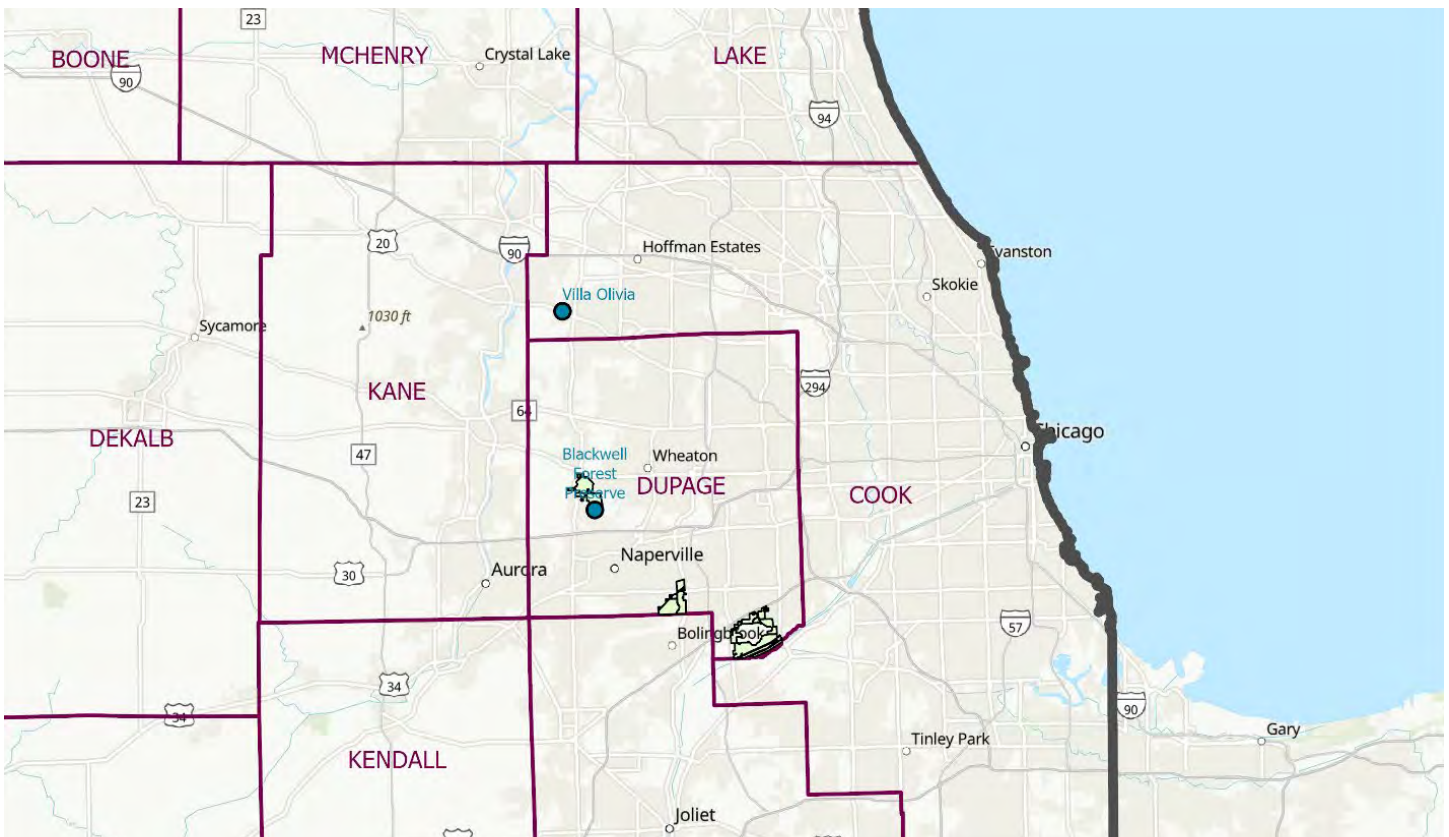 23
BOONE
MCHENRY
Crystal Lake
LAKE
90
94
20
90
Hoffman Estates
Evanston
Skokie
Villa Olivia
Sycamore
1030 ft
KANE
294
64
DEKALB
47
Chicago
Blackwell
Forest
Preserve
Wheaton
DUPAGE
COOK
23
Naperville
Aurora
30
57
Bolingbrook
34
34
90
Gary
Tinley Park
KENDALL
Joliet